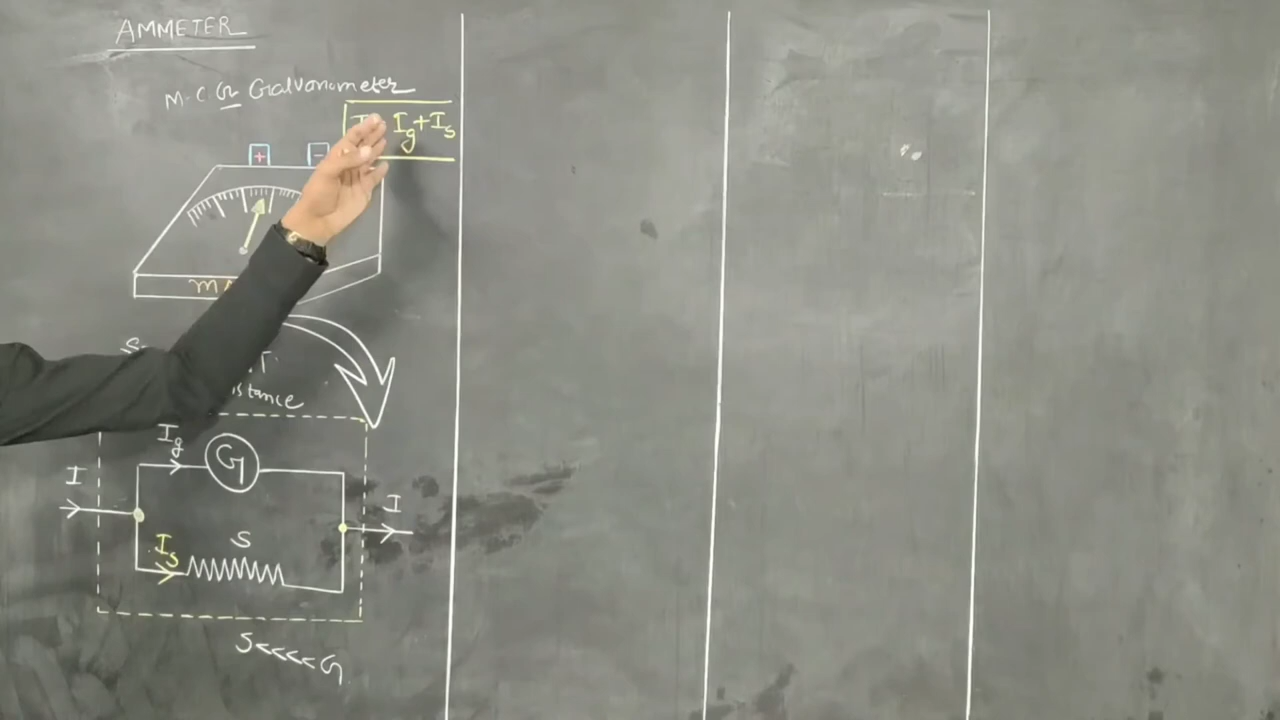 AMMETER
M.C.G Galvanometer
I = Ig+Is
+ -
Ig
G
I
I
Is
S
S<<<<G